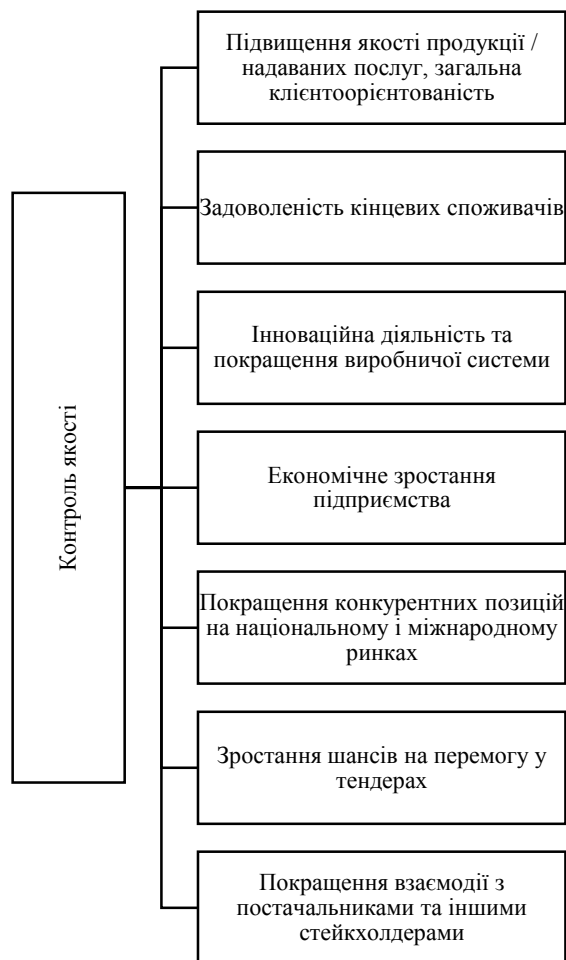 Контроль якості
Підвищення якості продукції /
надаваних послуг, загальна
клієнтоорієнтованість
Задоволеність кінцевих споживачів
Інноваційна діяльність та
покращення виробничої системи
Економічне зростання
підприємства
Покращення конкурентних позицій
на національному і міжнародному
ринках
Зростання шансів на перемогу у
тендерах
Покращення взаємодії з
постачальниками та іншими
стейкхолдерами